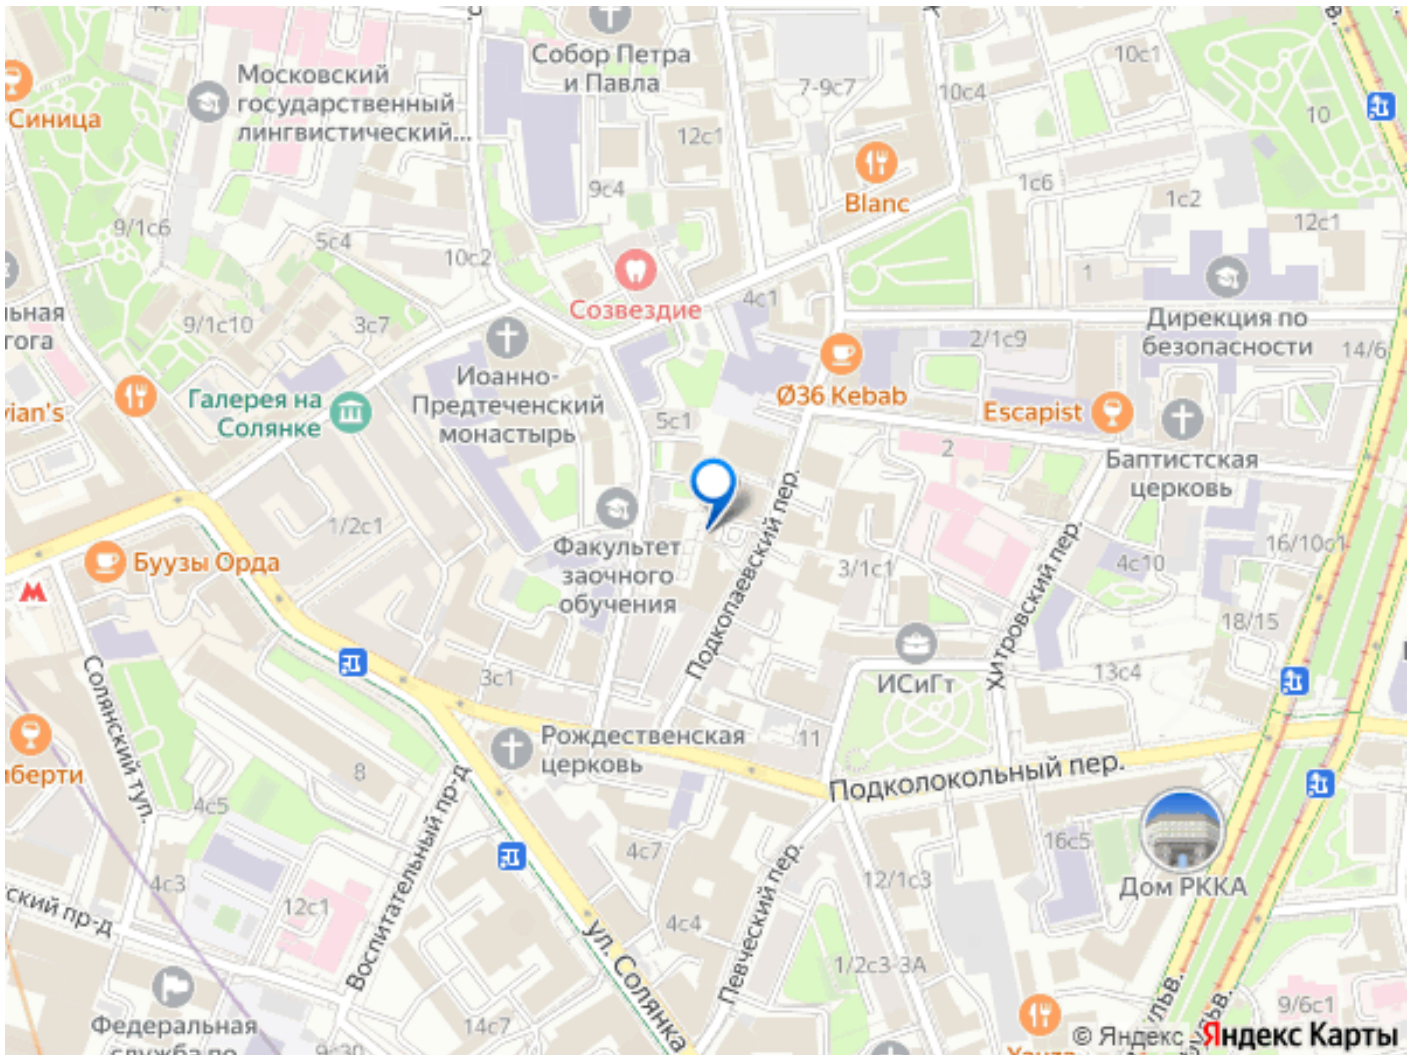 Собор Петра
и Павла
Московский
государственный
лингвистический...
Синица
10с1
7-9с7
10с4
10
12с1
Blanc
9с4
1с6
1с2
12с1
9/1с6
5с4
10с2
Созвездие
4с1
1
9/1с10
3с7
Дирекция по
безопасности
2/1с9
14/6
Иоанно-
Предтеченский
монастырь
Галерея на
Солянке
Ø36 Kebab
Escapist
5с1
2
Баптистская
церковь
Подкопаевский пер.
1/2с1
Факультет
заочного
обучения
Буузы Орда
3/1с1
4с10
Хитровский пер.
18/15
ИСиГт
13с4
3с1
Солянский туп.
Рождественская
церковь
11
Подколокольный пер.
8
4с5
Воспитательный пр-д
16с5
Дом РККА
4с7
12/1с3
4с3
12с1
4с4
Певческий пер.
ул. Солянка
1/2с3-3А
14с7
9/6с1
Федеральная
служба по
© Яндекс Яндекс Карты